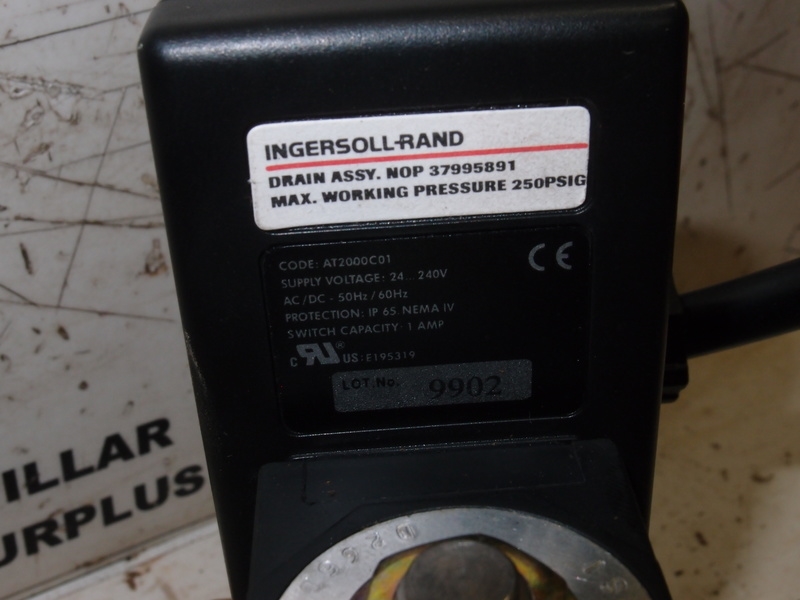 INGERSOLL-RAND
DRAIN ASSY. NOP 37995891
MAX. WORKING PRESSURE 250PSIG
CODE: AT2000C01
SUPPLY VOLTAGE: 24 ... 240V
AC/DC - 50Hz/60Hz
PROTECTION: IP 65 NEMA IV
SWITCH CAPACITY: 1 AMP
CE
C RU® US: E195319
LOT.No. 9902
ILLAR
URPLUS